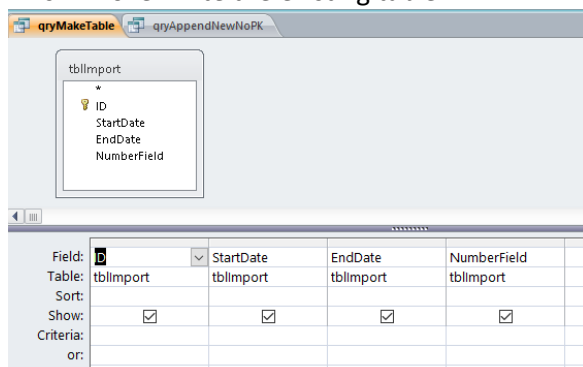 qryMakeTable qryAppendNewNoPK
tblImport
*
ID
StartDate
EndDate
NumberField
Field: ID StartDate EndDate NumberField
Table: tblImport tblImport tblImport tblImport
Sort:
Show:
Criteria:
or: